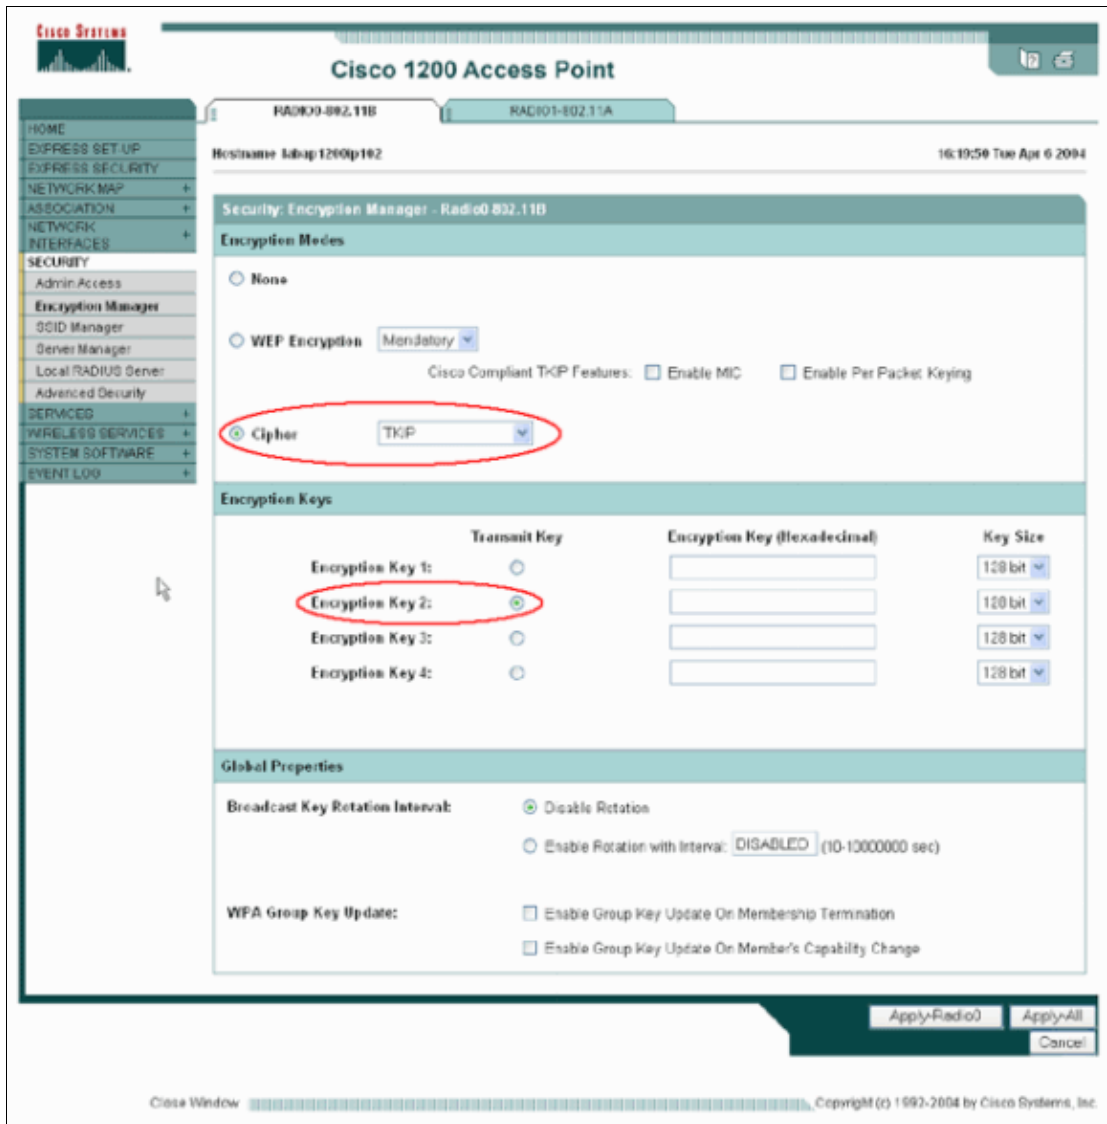 Cisco Systems
Cisco 1200 Access Point
RADIO0-802.11B
RADIO1-802.11A
HOME
EXPRESS SET-UP
EXPRESS SECURITY
NETWORK MAP +
ASSOCIATION +
NETWORK INTERFACES +
SECURITY
Admin Access
Encryption Manager
SSID Manager
Server Manager
Local RADIUS Server
Advanced Security
SERVICES +
WIRELESS SERVICES +
SYSTEM SOFTWARE +
EVENT LOG +
Hostname labap1200ip102
16:19:50 Tue Apr 6 2004
Security: Encryption Manager - Radio0 802.11B
Encryption Modes
None
WEP Encryption Mandatory
Cisco Compliant TKIP Features: Enable MIC Enable Per Packet Keying
Cipher TKIP
Encryption Keys
Transmit Key Encryption Key (Hexadecimal) Key Size
Encryption Key 1: 128 bit
Encryption Key 2: 128 bit
Encryption Key 3: 128 bit
Encryption Key 4: 128 bit
Global Properties
Broadcast Key Rotation Interval: Disable Rotation
Enable Rotation with Interval: DISABLED (10-10000000 sec)
WPA Group Key Update: Enable Group Key Update On Membership Termination
Enable Group Key Update On Member's Capability Change
Apply-Radio0 Apply-All
Cancel
Close Window
Copyright (c) 1992-2004 by Cisco Systems, Inc.